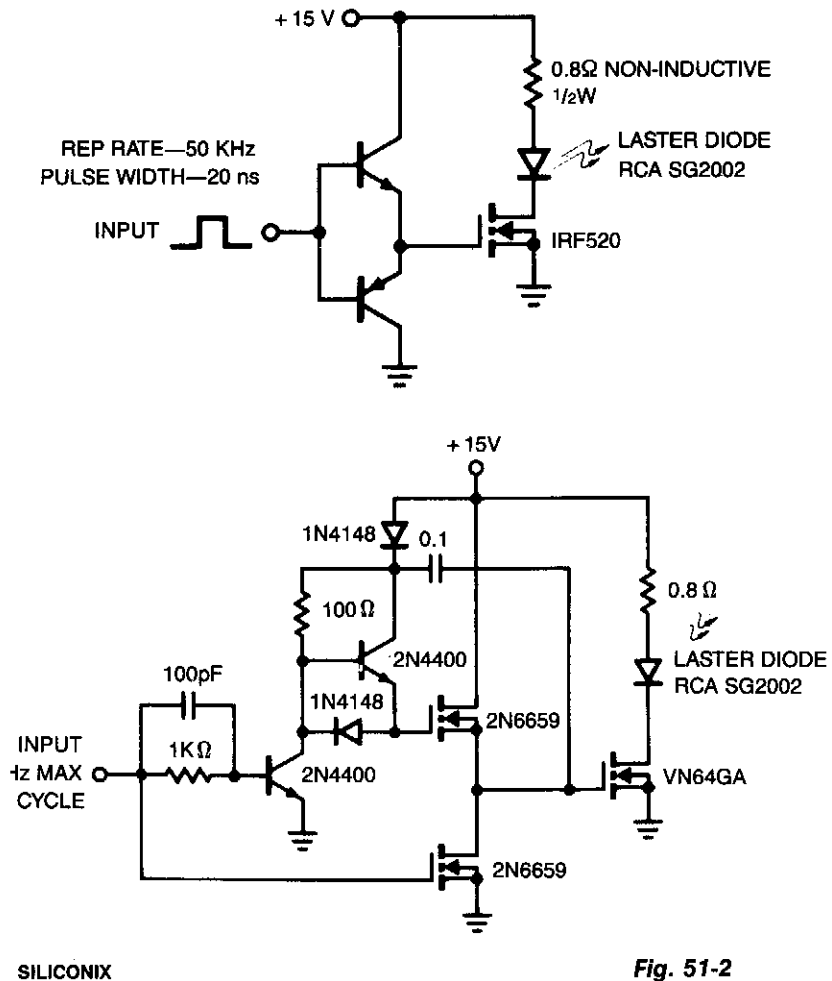 + 15 V
0.8Ω NON-INDUCTIVE
1/2W
REP RATE—50 KHz
PULSE WIDTH—20 ns
LASTER DIODE
RCA SG2002
INPUT
IRF520
+ 15V
1N4148
0.1
100Ω
0.8Ω
2N4400
100pF
LASTER DIODE
RCA SG2002
1N4148
2N6659
INPUT
Hz MAX
CYCLE
1KΩ
2N4400
VN64GA
2N6659
SILICONIX
Fig. 51-2